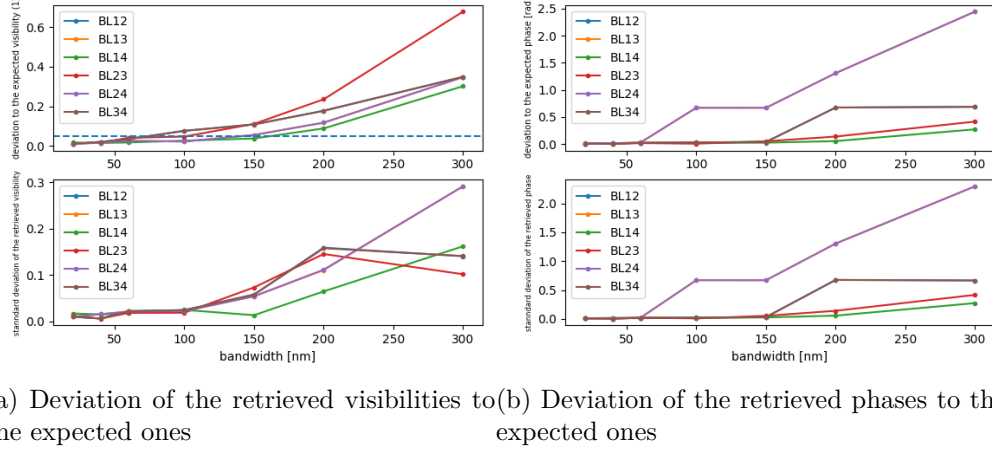 deviation to the expected visibility (1
0.6
0.4
0.2
0.0
BL12
BL13
BL14
BL23
BL24
BL34
50
100
150
200
250
300
stanndard deviation of the retrieved visibility
0.3
0.2
0.1
0.0
BL12
BL13
BL14
BL23
BL24
BL34
50
100
150
200
250
300
bandwidth [nm]
deviation to the expected phase [rad
2.5
2.0
1.5
1.0
0.5
0.0
BL12
BL13
BL14
BL23
BL24
BL34
50
100
150
200
250
300
stanndard deviation of the retrieved phase
2.0
1.5
1.0
0.5
0.0
BL12
BL13
BL14
BL23
BL24
BL34
50
100
150
200
250
300
bandwidth [nm]
a) Deviation of the retrieved visibilities to
he expected ones
(b) Deviation of the retrieved phases to th
expected ones